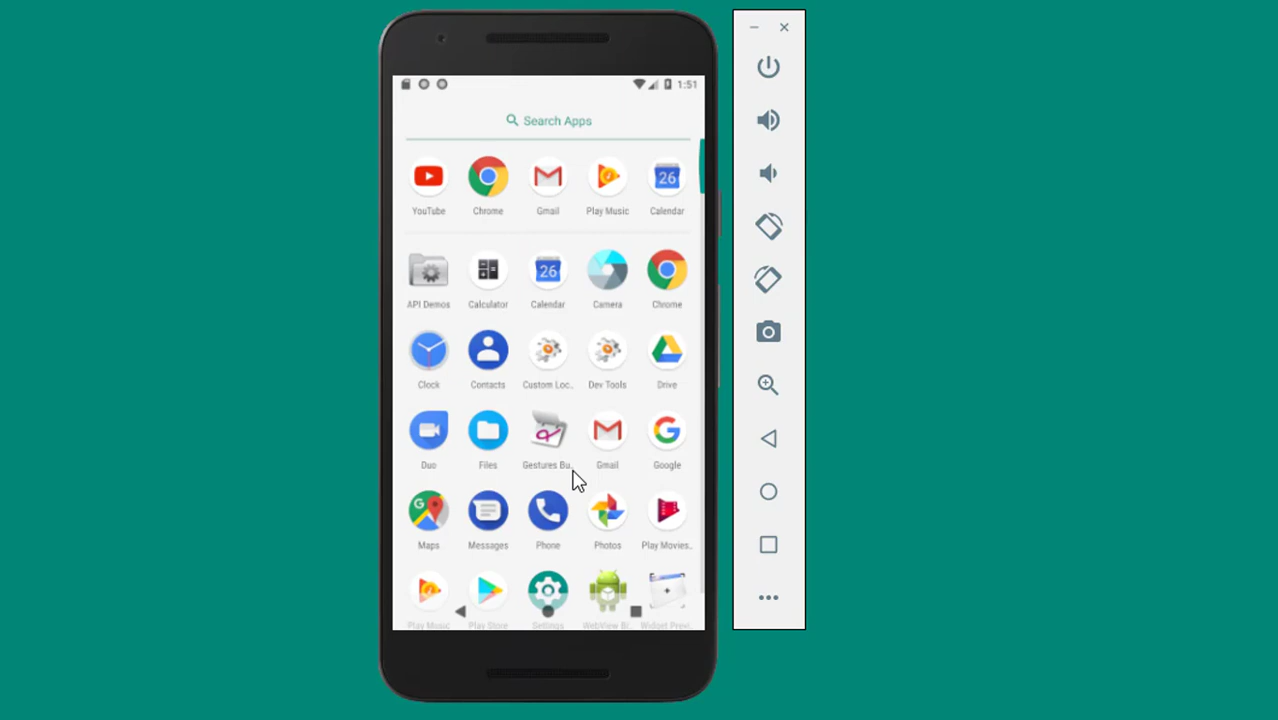 1:51
Search Apps
YouTube Chrome Gmail Play Music Calendar
26
API Demos Calculator Calendar Camera Chrome
26
Clock Contacts Custom Loc.. Dev Tools Drive
Duo Files Gestures Bu.. Gmail Google
Maps Messages Phone Photos Play Movies..
Play Music Play Store Settings WebView Br.. Widget Previ..